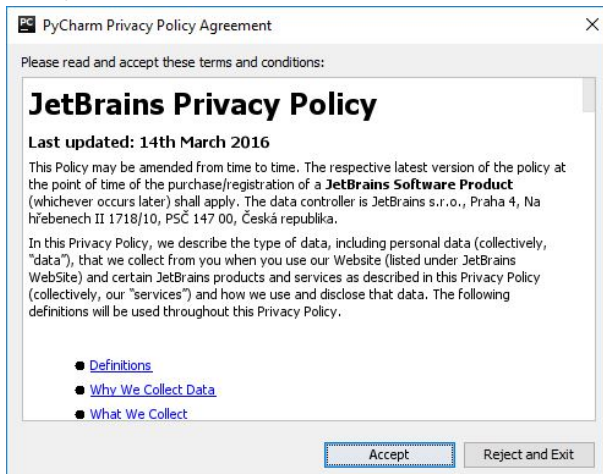 PC PyCharm Privacy Policy Agreement
Please read and accept these terms and conditions:
JetBrains Privacy Policy
Last updated: 14th March 2016
This Policy may be amended from time to time. The respective latest version of the policy at
the point of time of the purchase/registration of a JetBrains Software Product
(whichever occurs later) shall apply. The data controller is JetBrains s.r.o., Praha 4, Na
hřebenech II 1718/10, PSČ 147 00, Česká republika.
In this Privacy Policy, we describe the type of data, including personal data (collectively,
"data"), that we collect from you when you use our Website (listed under JetBrains
WebSite) and certain JetBrains products and services as described in this Privacy Policy
(collectively, our "services") and how we use and disclose that data. The following
definitions will be used throughout this Privacy Policy.
Definitions
Why We Collect Data
What We Collect
Accept Reject and Exit